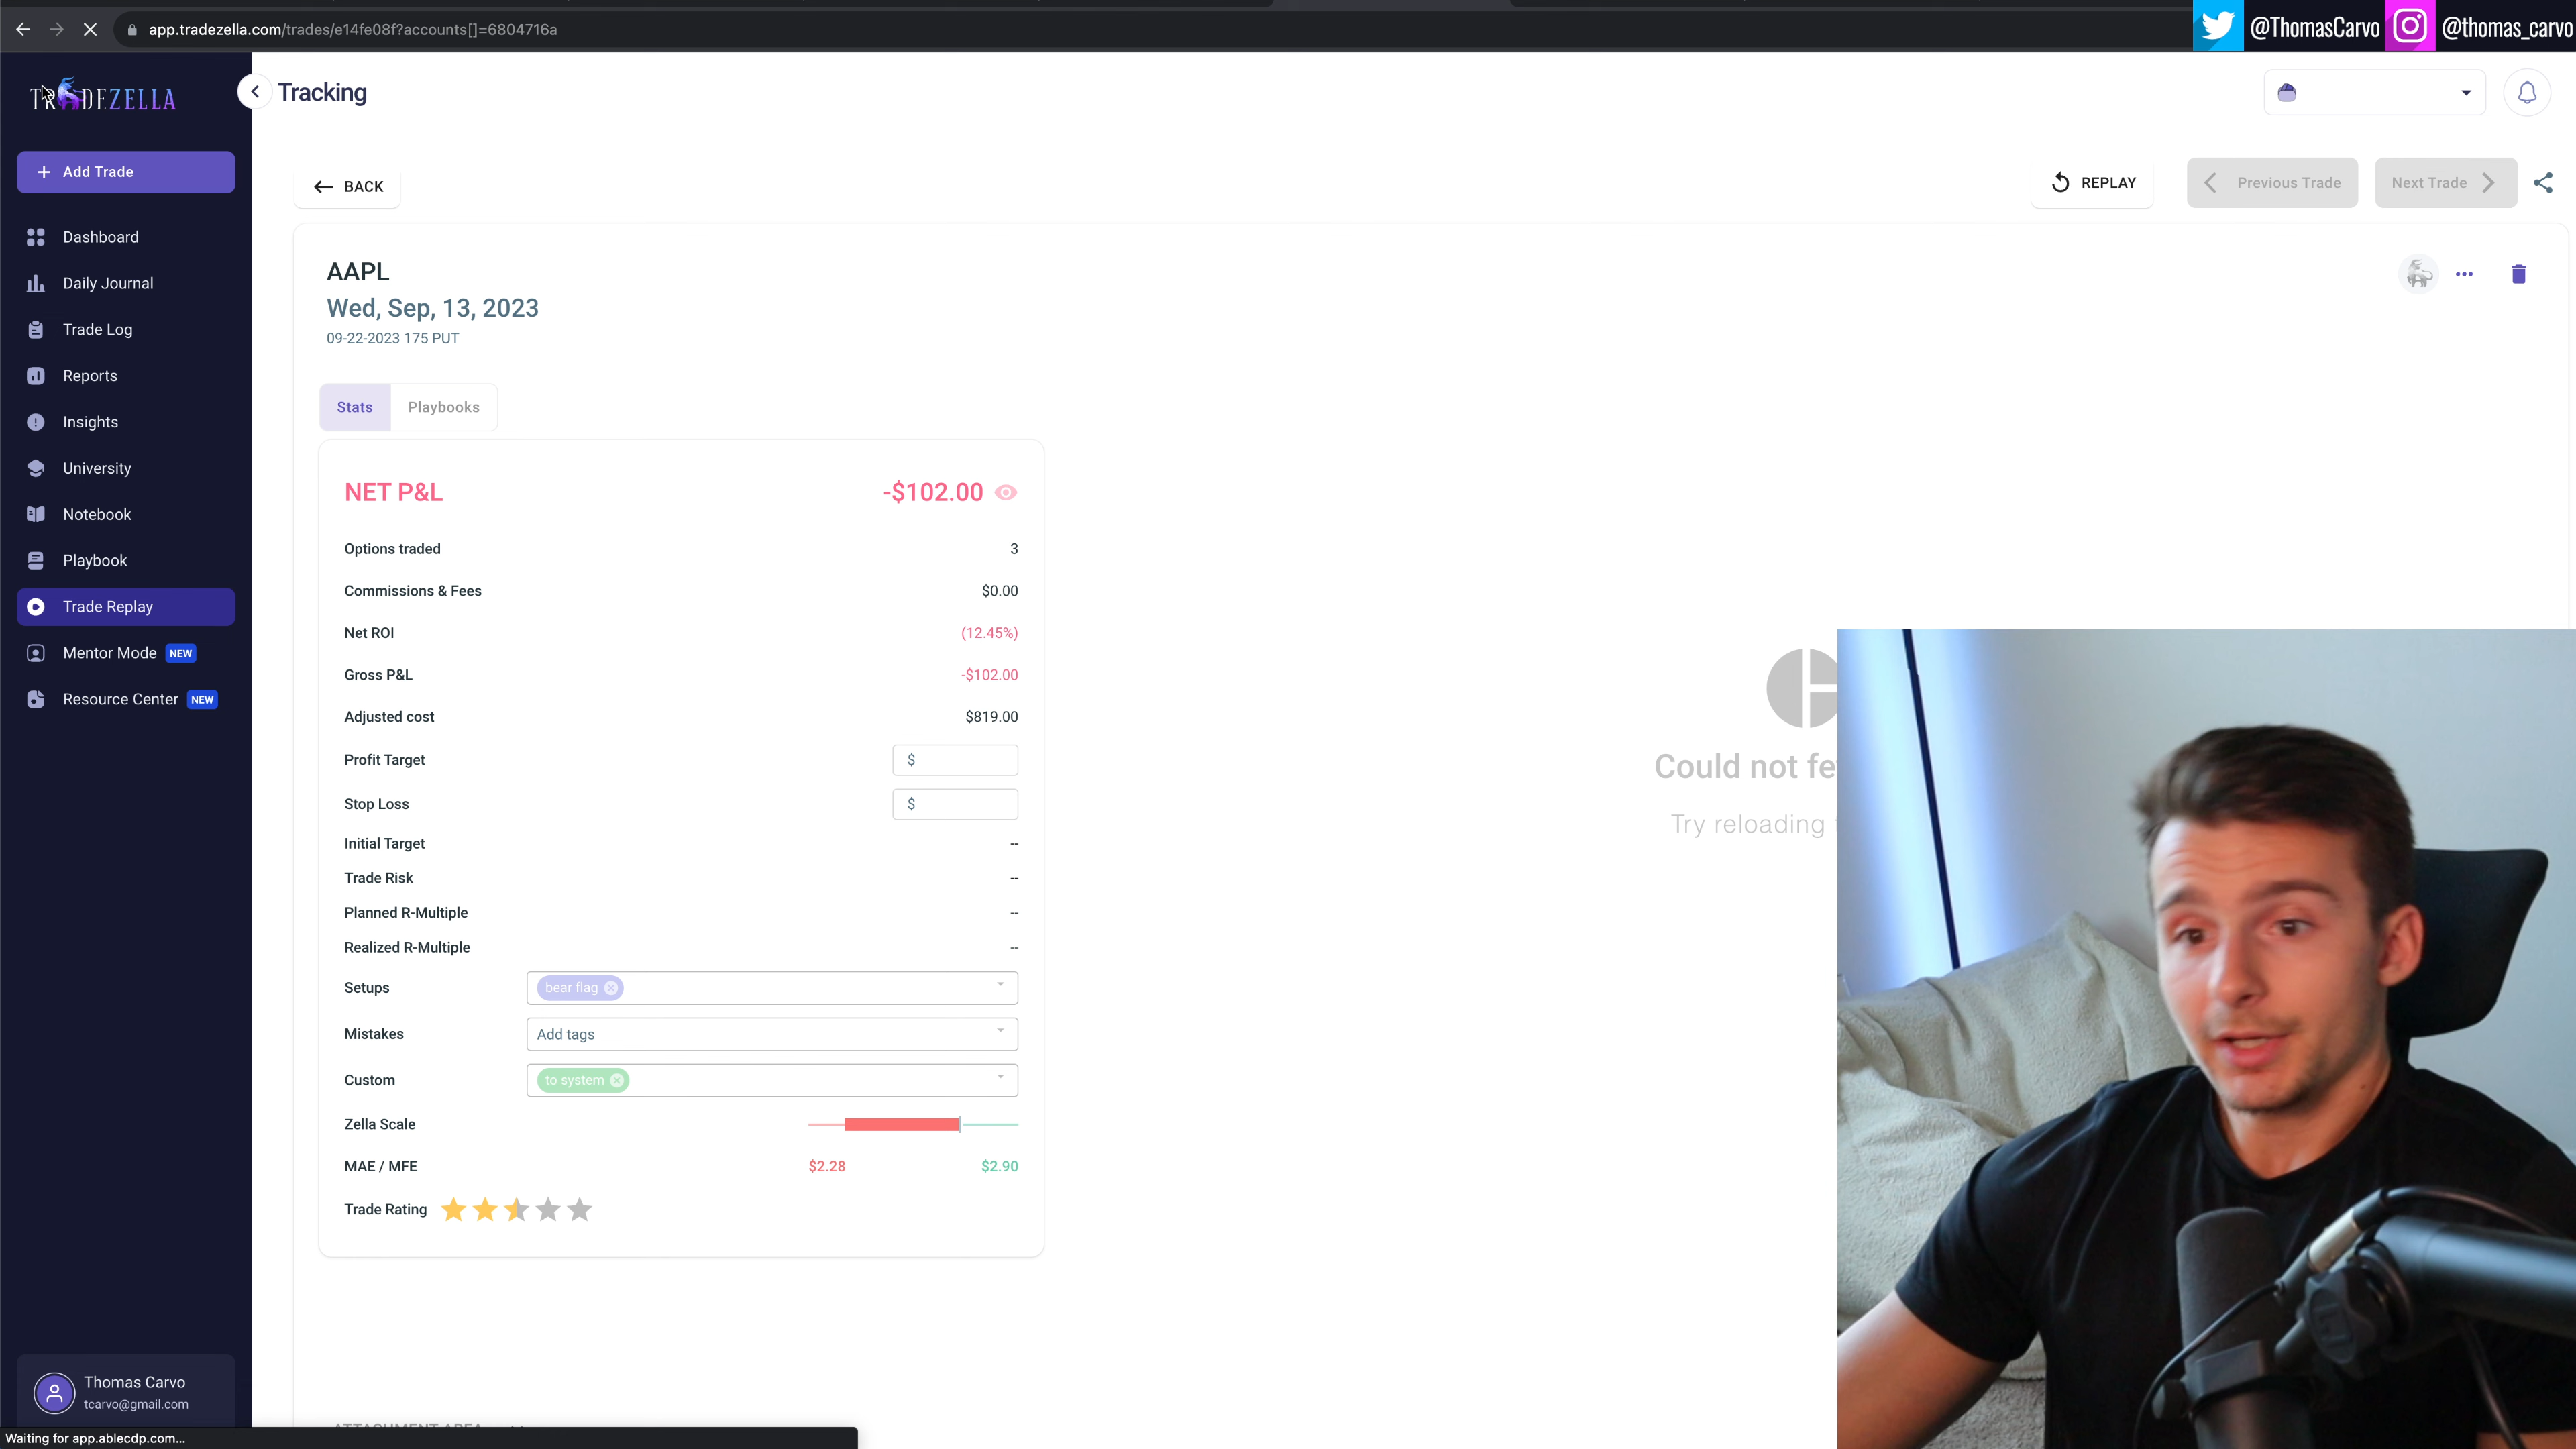 app.tradezella.com/trades/e14fe08f?accounts[]=6804716a
@ThomasCarvo
@thomas_carvo
TRADEZELLA
Tracking
Add Trade
Dashboard
Daily Journal
Trade Log
Reports
Insights
University
Notebook
Playbook
Trade Replay
Mentor Mode NEW
Resource Center NEW
Thomas Carvo
tcarvo@gmail.com
Waiting for app.ablecdp.com...
BACK
REPLAY
Previous Trade
Next Trade
AAPL
Wed, Sep, 13, 2023
09-22-2023 175 PUT
Stats Playbooks
NET P&L -$102.00
Options traded 3
Commissions & Fees $0.00
Net ROI (12.45%)
Gross P&L -$102.00
Adjusted cost $819.00
Profit Target $
Stop Loss $
Initial Target --
Trade Risk --
Planned R-Multiple --
Realized R-Multiple --
Setups bear flag
Mistakes Add tags
Custom to system
Zella Scale
MAE / MFE $2.28 $2.90
Trade Rating
Could not
Try reloading